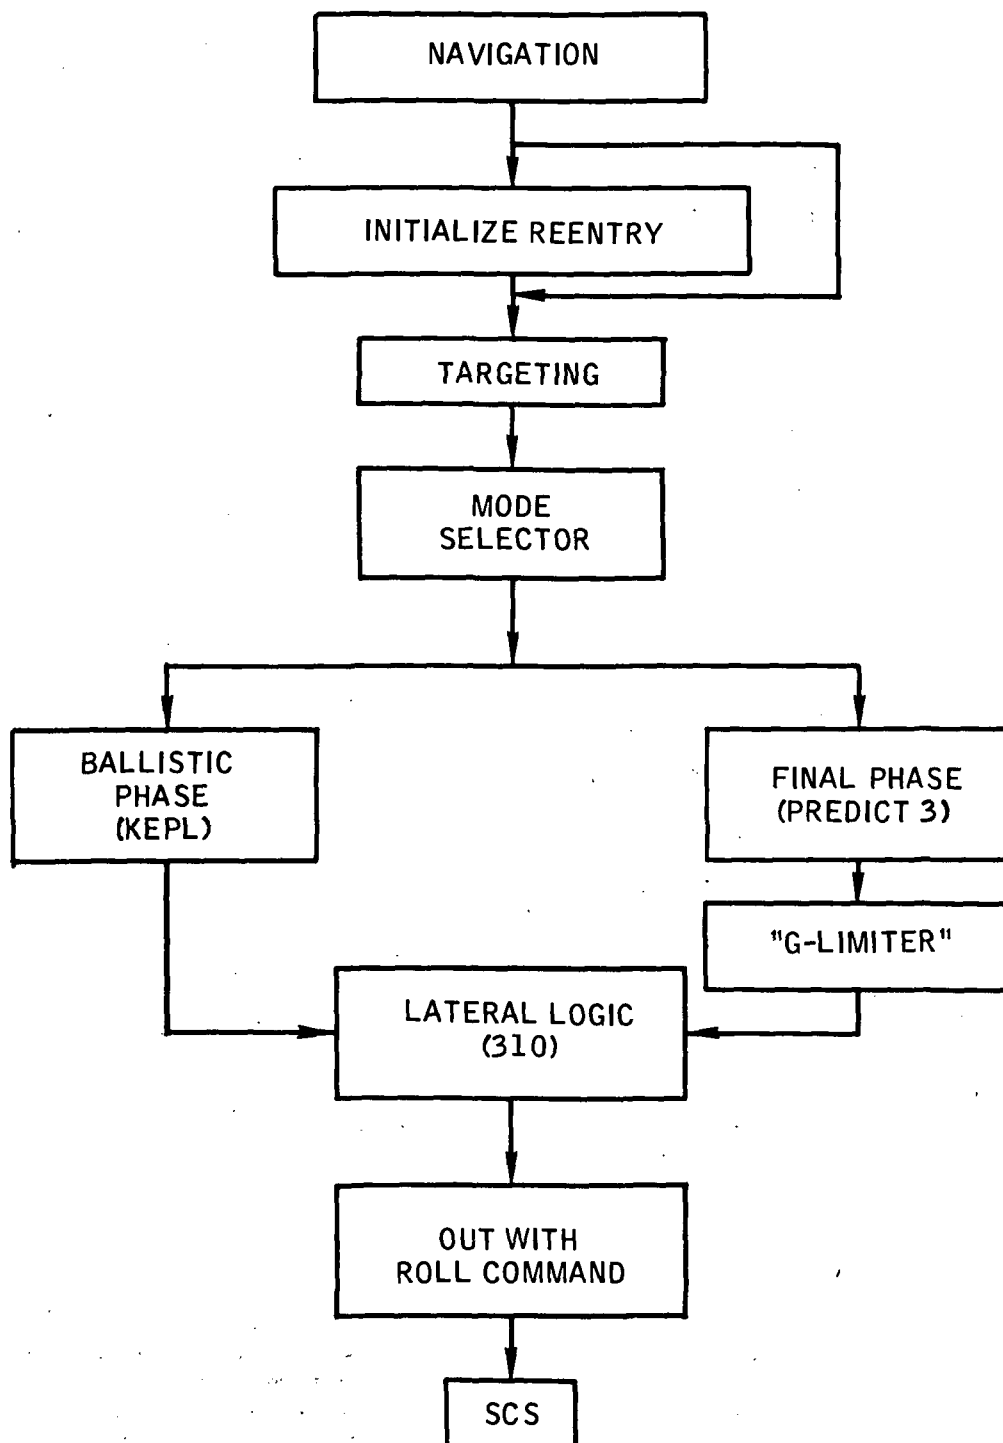 NAVIGATION
INITIALIZE REENTRY
TARGETING
MODE
SELECTOR
BALLISTIC
PHASE
(KEPL)
FINAL PHASE
(PREDICT 3)
"G-LIMITER"
LATERAL LOGIC
(310)
OUT WITH
ROLL COMMAND
SCS